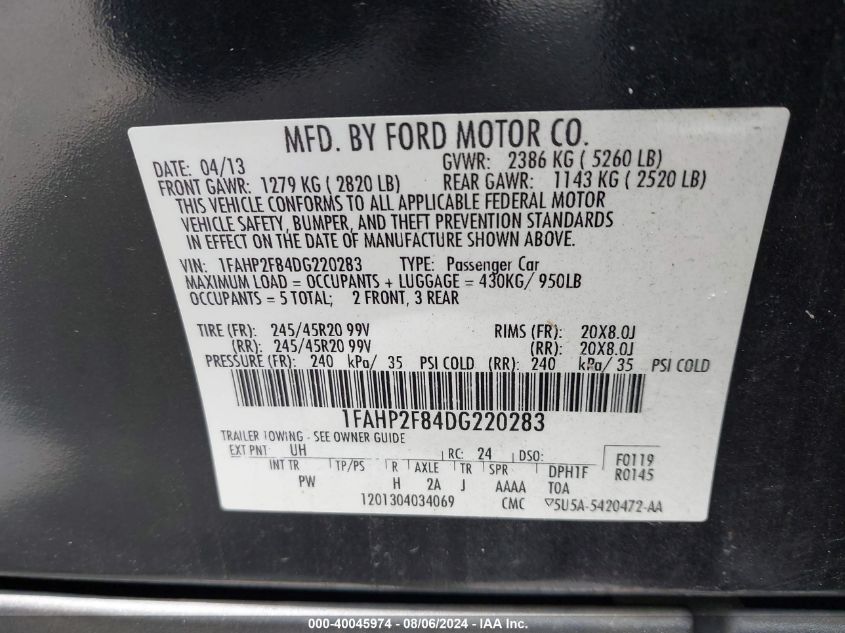 MFD. BY FORD MOTOR CO.
DATE: 04/13 GVWR: 2386 KG ( 5260 LB)
FRONT GAWR: 1279 KG ( 2820 LB) REAR GAWR: 1143 KG ( 2520 LB)
THIS VEHICLE CONFORMS TO ALL APPLICABLE FEDERAL MOTOR
VEHICLE SAFETY, BUMPER, AND THEFT PREVENTION STANDARDS
IN EFFECT ON THE DATE OF MANUFACTURE SHOWN ABOVE.
VIN: 1FAHP2F84DG220283 TYPE: Passenger Car
MAXIMUM LOAD = OCCUPANTS + LUGGAGE = 430KG/ 950LB
OCCUPANTS = 5 TOTAL; 2 FRONT, 3 REAR
TIRE (FR): 245/45R20 99V RIMS (FR): 20X8.0J
(RR): 245/45R20 99V (RR): 20X8.0J
PRESSURE (FR): 240 kPa/ 35 PSI COLD (RR): 240 kPa/ 35 PSI COLD
1FAHP2F84DG220283
TRAILER TOWING - SEE OWNER GUIDE
EXT PNT: UH RC: 24 DSO: F0119
INT TR TP/PS R AXLE TR SPR DPH1F R0145
PW H 2A J AAAA T0A
1201304034069 CMC ▽5U5A-5420472-AA
000-40045974 - 08/06/2024 - IAA Inc.